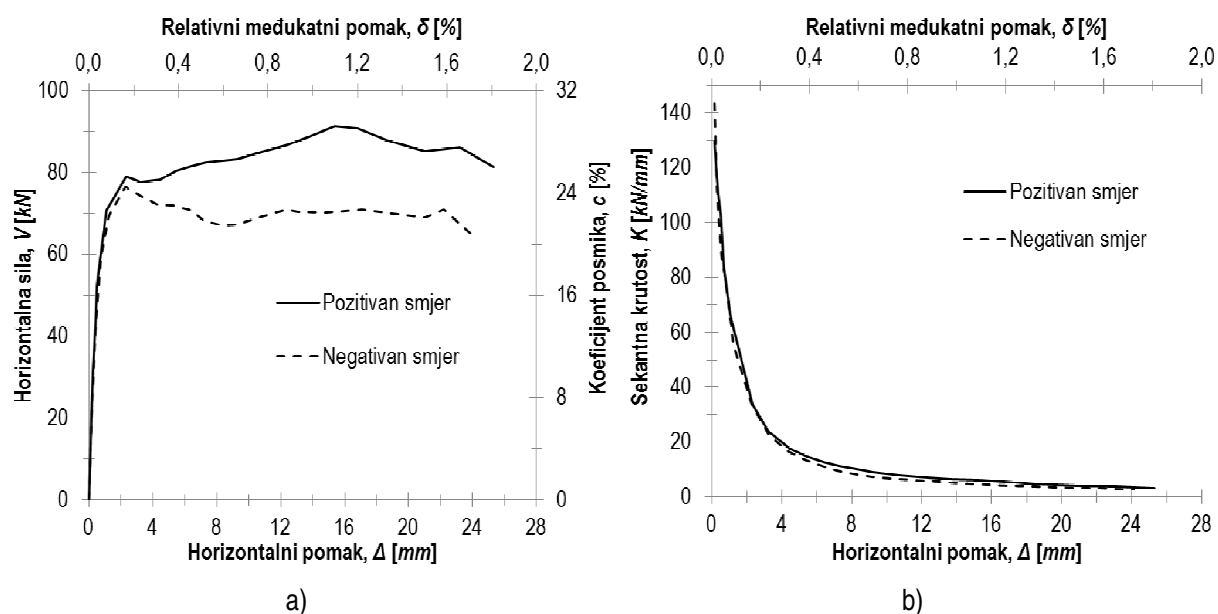 Relativni međukatni pomak, δ [%]
0,0 0,4 0,8 1,2 1,6 2,0
100
80
60
40
20
0
Horizontalna sila, V [kN]
32
24
16
8
0
Koeficijent posmika, c [%]
Pozitivan smjer
Negativan smjer
0 4 8 12 16 20 24 28
Horizontalni pomak, Δ [mm]
a)
Relativni međukatni pomak, δ [%]
0,0 0,4 0,8 1,2 1,6 2,0
140
120
100
80
60
40
20
0
Sekantna krutost, K [kN/mm]
Pozitivan smjer
Negativan smjer
0 4 8 12 16 20 24 28
Horizontalni pomak, Δ [mm]
b)